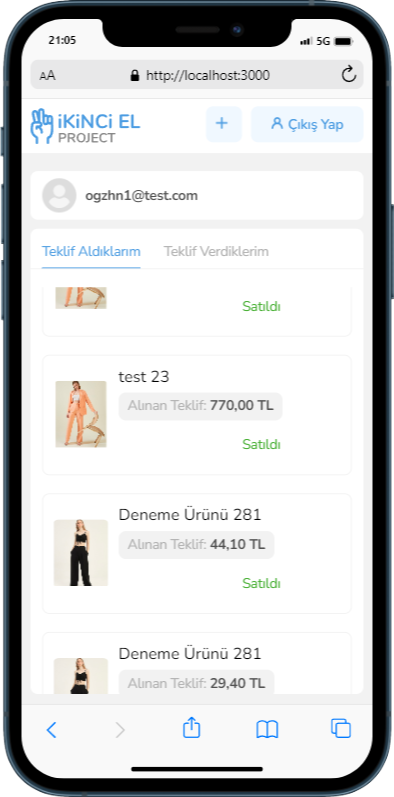 21:05
5G
AA
http://localhost:3000
iKiNCi EL
PROJECT
+
Çıkış Yap
ogzhn1@test.com
Teklif Aldıklarım
Teklif Verdiklerim
Satıldı
test 23
Alınan Teklif: 770,00 TL
Satıldı
Deneme Ürünü 281
Alınan Teklif: 44,10 TL
Satıldı
Deneme Ürünü 281
Alınan Teklif: 29,40 TL